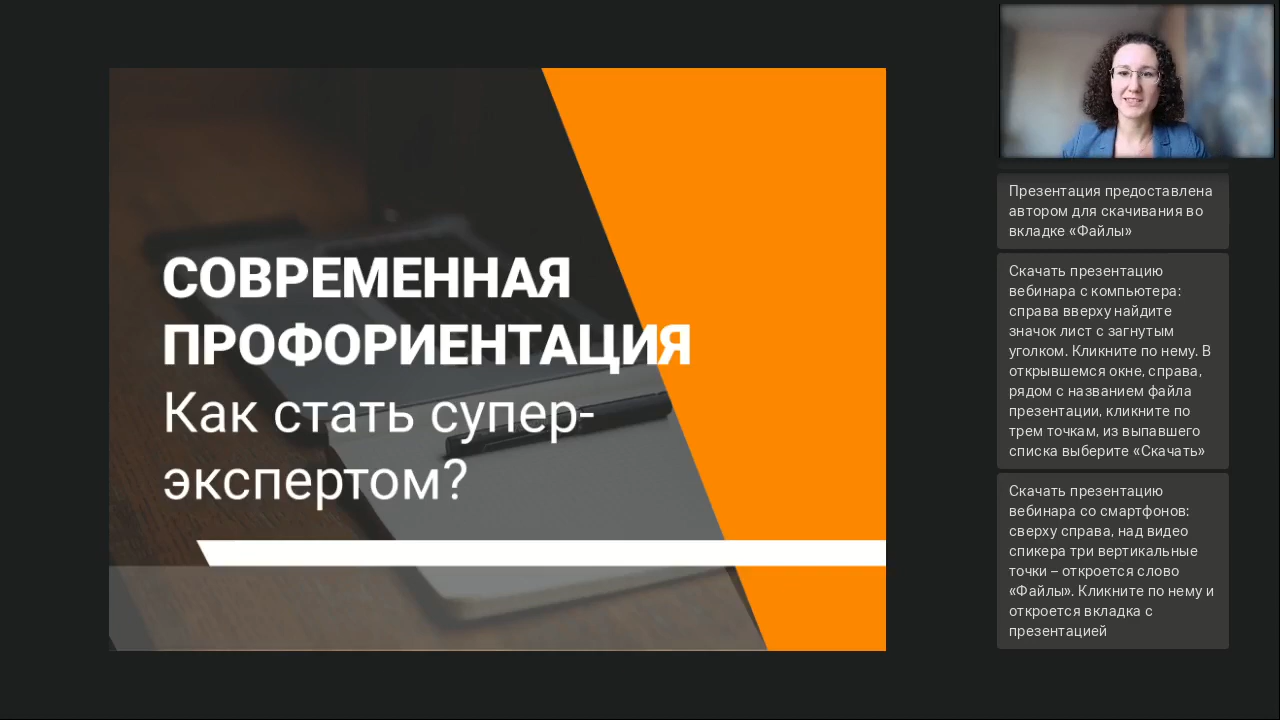 СОВРЕМЕННАЯ
ПРОФОРИЕНТАЦИЯ
Как стать супер-
экспертом?
Презентация предоставлена
автором для скачивания во
вкладке «Файлы»
Скачать презентацию
вебинара с компьютера:
справа вверху найдите
значок лист с загнутым
уголком. Кликните по нему. В
открывшемся окне, справа,
рядом с названием файла
презентации, кликните по
трем точкам, из выпавшего
списка выберите «Скачать»
Скачать презентацию
вебинара со смартфонов:
сверху справа, над видео
спикера три вертикальные
точки – откроется слово
«Файлы». Кликните по нему и
откроется вкладка с
презентацией